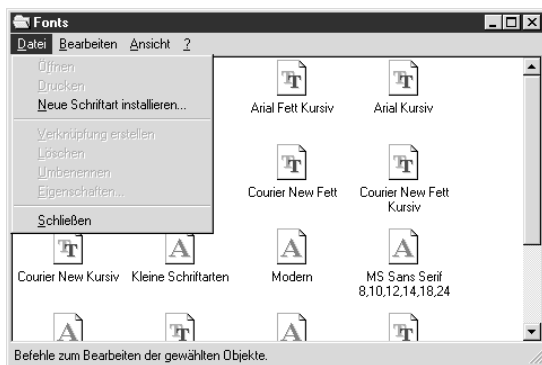 Fonts
Datei Bearbeiten Ansicht ?
Öffnen
Drucken
Neue Schriftart installieren...
Verknüpfung erstellen
Löschen
Umbenennen
Eigenschaften...
Schließen
Arial Fett Kursiv Arial Kursiv
Courier New Fett Courier New Fett
Kursiv
Courier New Kursiv Kleine Schriftarten Modern MS Sans Serif
8,10,12,14,18,24
Befehle zum Bearbeiten der gewählten Objekte.